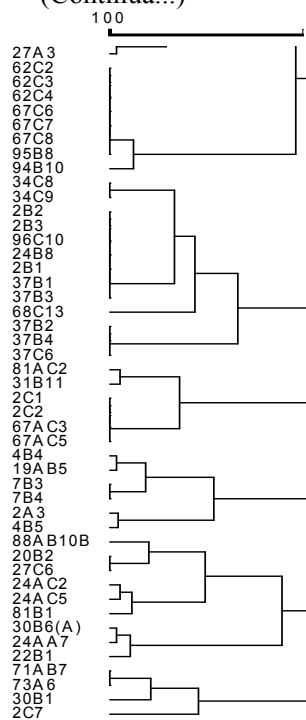 (Continúa...)
100
27A3
62C2
62C3
62C4
67C6
67C7
67C8
95B8
94B10
34C8
34C9
2B2
2B3
96C10
24B8
2B1
37B1
37B3
68C13
37B2
37B4
37C6
81AC2
31B11
2C1
2C2
67AC3
67AC5
4B4
19AB5
7B3
7B4
2A3
4B5
88AB10B
20B2
27C6
24AC2
24AC5
81B1
30B6(A)
24AA7
22B1
71AB7
73A6
30B1
2C7